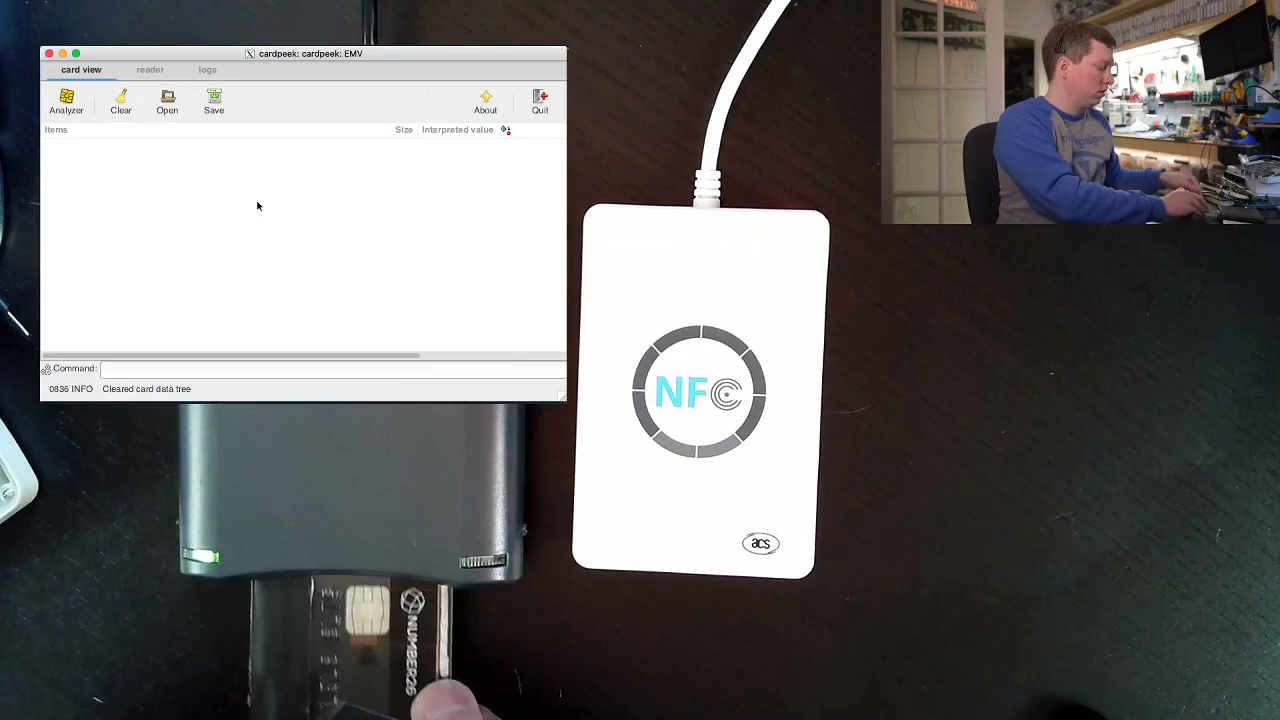 cardpeek: cardpeek: EMV
card view reader logs
Analyzer Clear Open Save About Quit
Items Size Interpreted value
Command:
0836 INFO Cleared card data tree
NFC
acs
NUMBER26